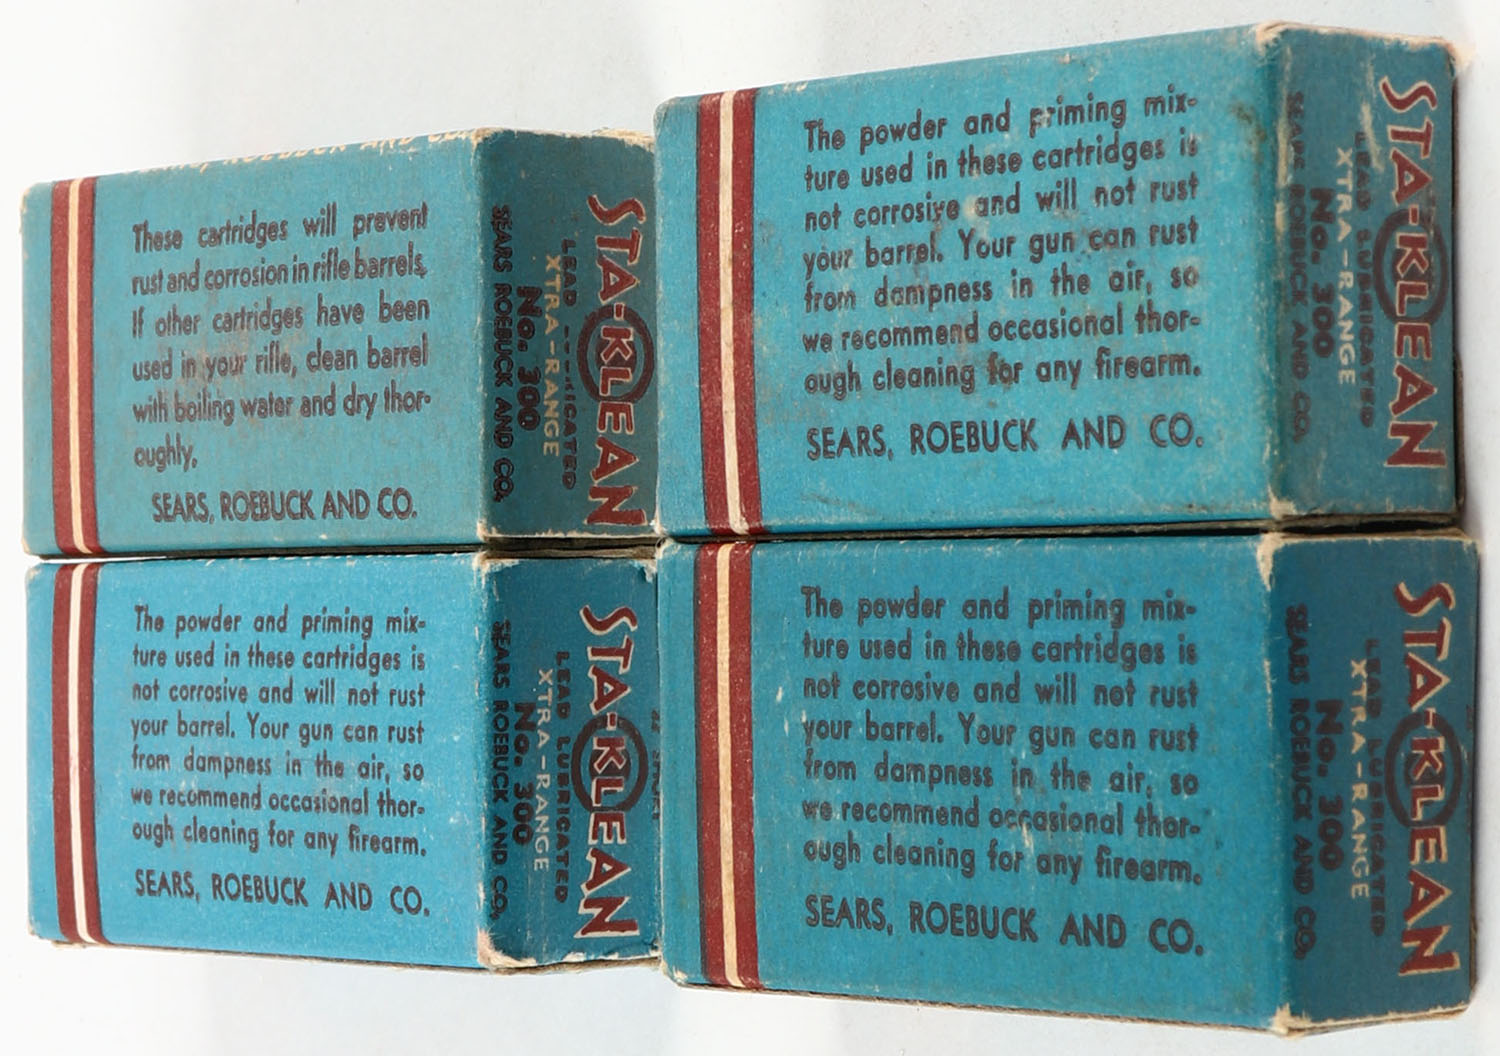 ROEBUCK AND
These cartridges will prevent
rust and corrosion in rifle barrels.
If other cartridges have been
used in your rifle, clean barrel
with boiling water and dry thor-
oughly.
SEARS, ROEBUCK AND CO.
STA-KLEAN
LEAD
XTRA-RANGE
No. 300
SEARS ROEBUCK AND CO.
The powder and priming mix-
ture used in these cartridges is
not corrosive and will not rust
your barrel. Your gun can rust
from dampness in the air, so
we recommend occasional thor-
ough cleaning for any firearm.
SEARS, ROEBUCK AND CO.
STA-KLEAN
LEAD LUBRICATED
XTRA-RANGE
No. 300
SEARS ROEBUCK AND CO.
The powder and priming mix-
ture used in these cartridges is
not corrosive and will not rust
your barrel. Your gun can rust
from dampness in the air, so
we recommend occasional thor-
ough cleaning for any firearm.
SEARS, ROEBUCK AND CO.
STA-KLEAN
LEAD LUBRICATED
XTRA-RANGE
No. 300
SEARS ROEBUCK AND CO.
The powder and priming mix-
ture used in these cartridges is
not corrosive and will not rust
your barrel. Your gun can rust
from dampness in the air, so
we recommend occasional thor-
ough cleaning for any firearm.
SEARS, ROEBUCK AND CO.
STA-KLEAN
LEAD LUBRICATED
XTRA-RANGE
No. 300
SEARS ROEBUCK AND CO.